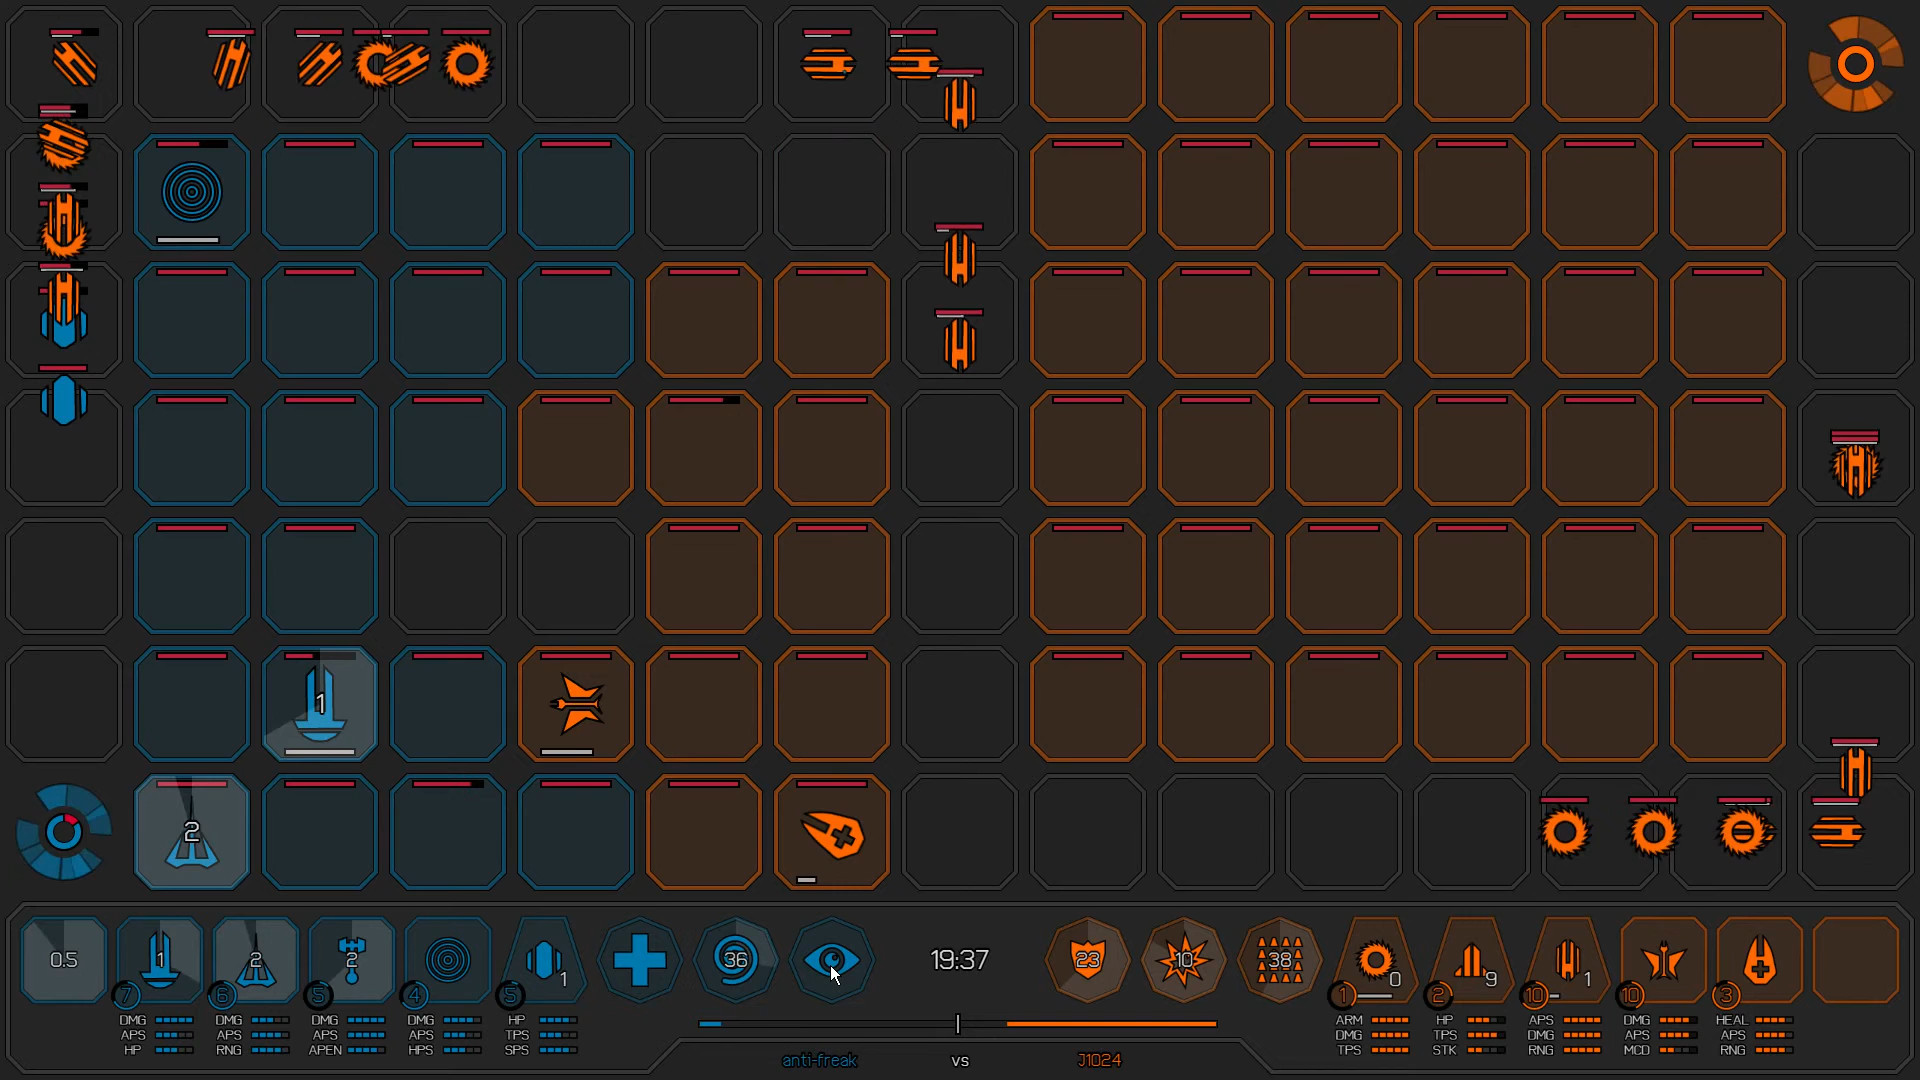 1
2
0.5
1
2
2
1
36
19:37
23
10
38
0
9
1
7
6
5
4
5
1
2
10
10
3
DMG
APS
HP
DMG
APS
RNG
DMG
APS
APEN
DMG
APS
HPS
HP
TPS
SPS
ARM
DMG
TPS
HP
TPS
STK
APS
DMG
RNG
DMG
APS
MCD
HEAL
APS
RNG
anti-freak
vs
J1024